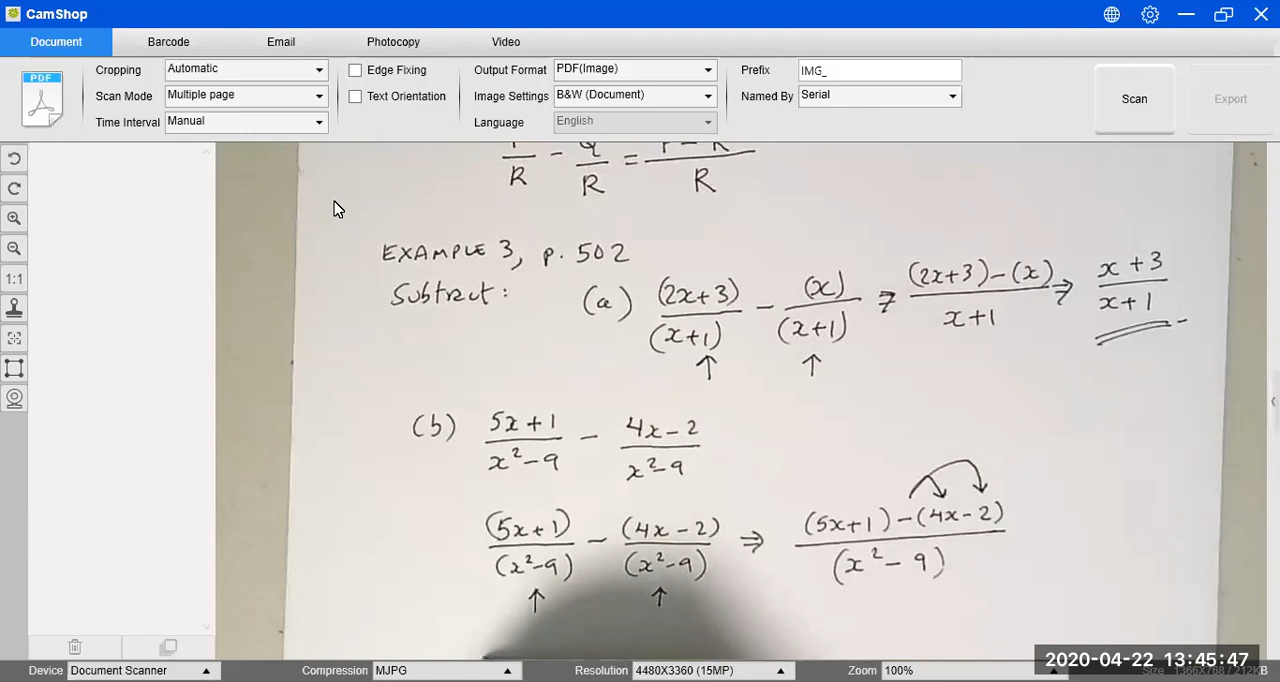 CamShop
Document Barcode Email Photocopy Video
PDF Cropping Automatic Edge Fixing Output Format PDF(Image) Prefix IMG_
Scan Mode Multiple page Text Orientation Image Settings B&W (Document) Named By Serial Scan Export
Time Interval Manual Language English
1:1
R - R = R
EXAMPLE 3, p. 502
Subtract: (a) (2x+3)/(x+1) - (x)/(x+1) ⇒ (2x+3)-(x)/x+1 ⇒ x+3/x+1
(b) 5x+1/x²-9 - 4x-2/x²-9
(5x+1)/(x²-9) - (4x-2)/(x²-9) ⇒ (5x+1)-(4x-2)/(x²-9)
2020-04-22 13:45:47
Device Document Scanner Compression MJPG Resolution 4480X3360 (15MP) Zoom 100%